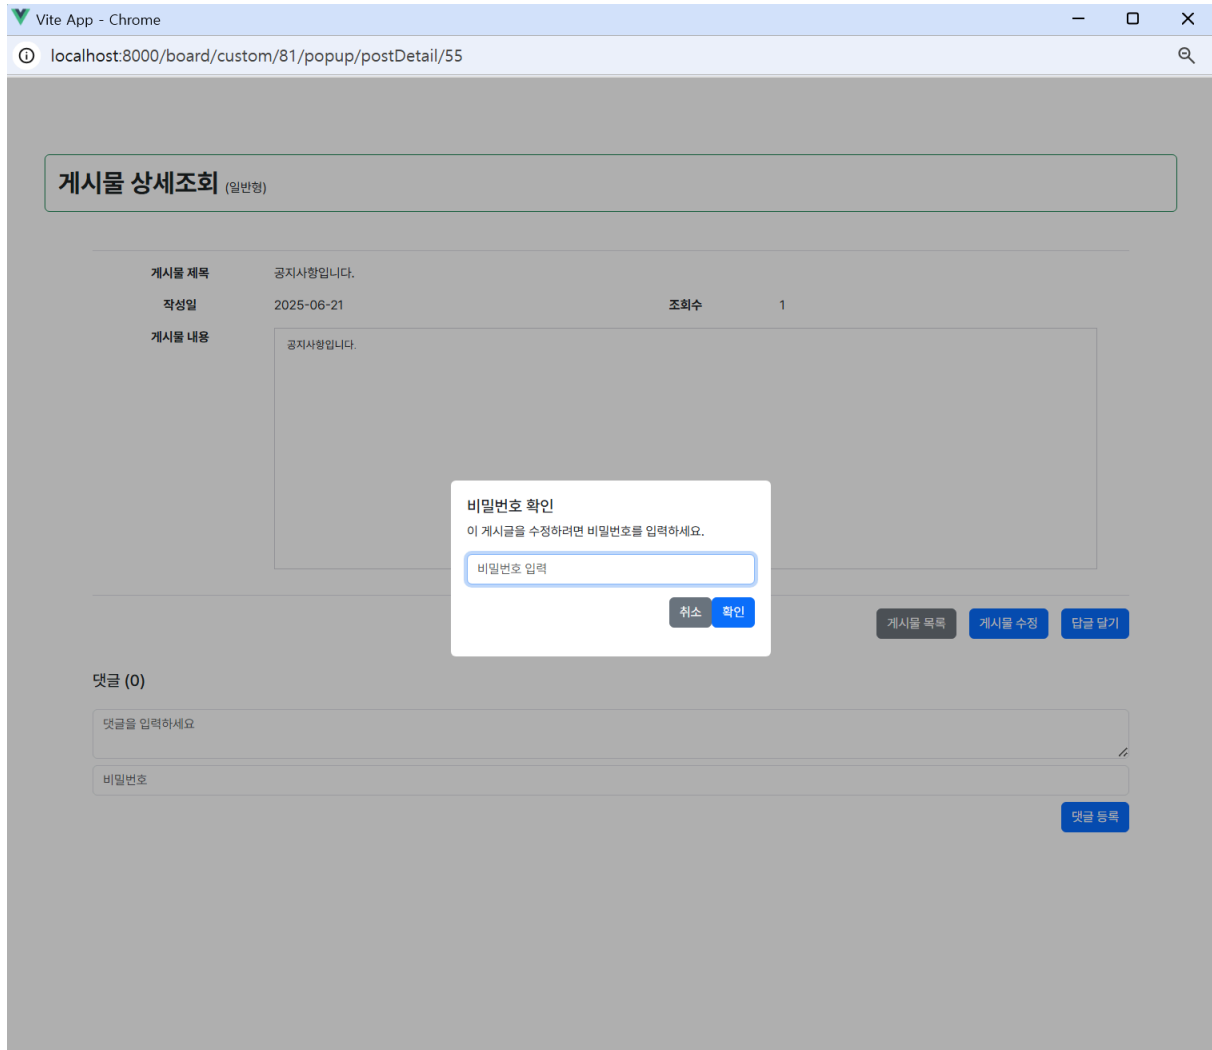 Vite App - Chrome
localhost:8000/board/custom/81/popup/postDetail/55
게시물 상세조회 (일반형)
게시물 제목 공지사항입니다.
작성일 2025-06-21 조회수 1
게시물 내용 공지사항입니다.
비밀번호 확인
이 게시글을 수정하려면 비밀번호를 입력하세요.
비밀번호 입력
취소 확인
게시물 목록 게시물 수정 답글 달기
댓글 (0)
댓글을 입력하세요
비밀번호
댓글 등록